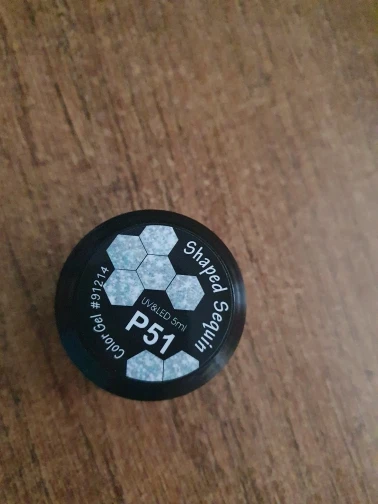 Shaped Sequin
UV&LED 5ml
P51
Color Gel #91214